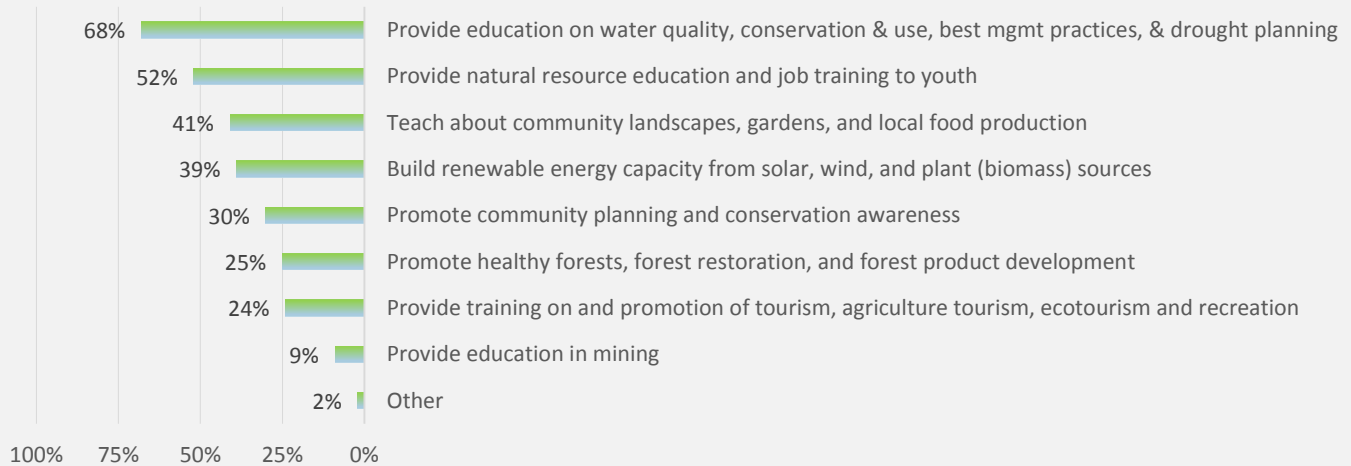 68% Provide education on water quality, conservation & use, best mgmt practices, & drought planning
52% Provide natural resource education and job training to youth
41% Teach about community landscapes, gardens, and local food production
39% Build renewable energy capacity from solar, wind, and plant (biomass) sources
30% Promote community planning and conservation awareness
25% Promote healthy forests, forest restoration, and forest product development
24% Provide training on and promotion of tourism, agriculture tourism, ecotourism and recreation
9% Provide education in mining
2% Other
100% 75% 50% 25% 0%